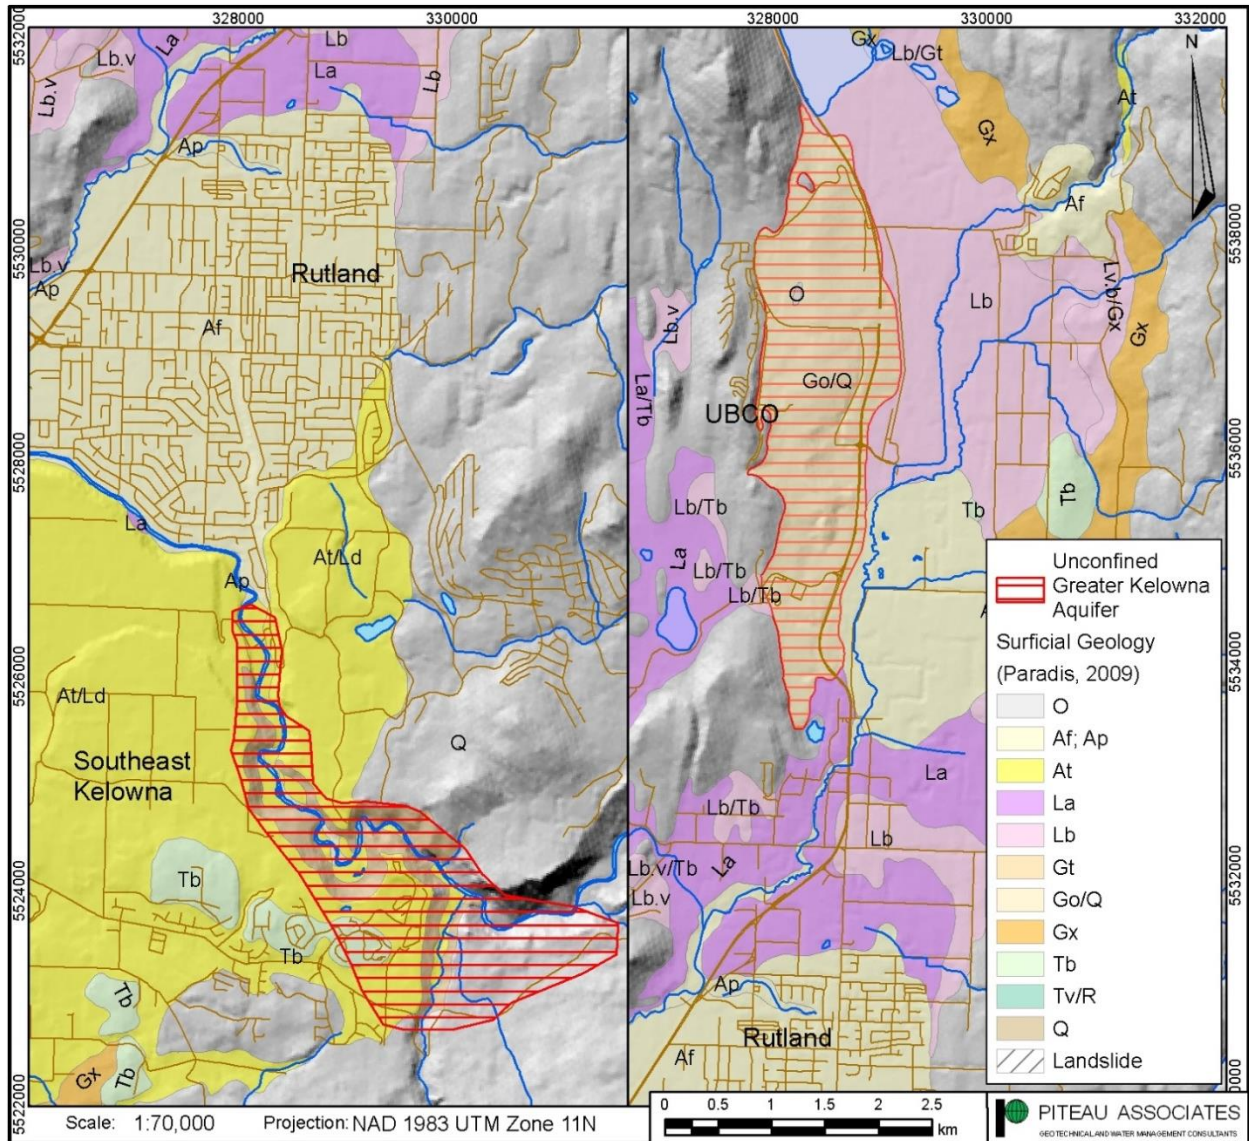 328000
330000
328000
330000
332000
5532000
5530000
5528000
5526000
5524000
5522000
La
Lb
Lb.v
Lb.v
La
Lb
Ap
Lb.v
Ap
Rutland
Af
La
At/Ld
Ap
At/Ld
Southeast
Kelowna
Q
Tb
Tb
Tb
Gx
Tb
Gx
Lb/Gt
Gx
At
N
Af
O
Lb
Lv.b/Gx
Gx
Lb.v
La/Tb
Go/Q
UBCO
Tb
Tb
Lb/Tb
La
Lb/Tb
Lb/Tb
La
Lb/Tb
Lb
Lb.v/Tb
La
Lb.v
Ap
Rutland
Af
5538000
5536000
5534000
5532000
Unconfined
Greater Kelowna
Aquifer
Surficial Geology
(Paradis, 2009)
O
Af; Ap
At
La
Lb
Gt
Go/Q
Gx
Tb
Tv/R
Q
Landslide
Scale: 1:70,000 Projection: NAD 1983 UTM Zone 11N
0 0.5 1 1.5 2 2.5
km
PITEAU ASSOCIATES
GEOTECHNICAL AND WATER MANAGEMENT CONSULTANTS